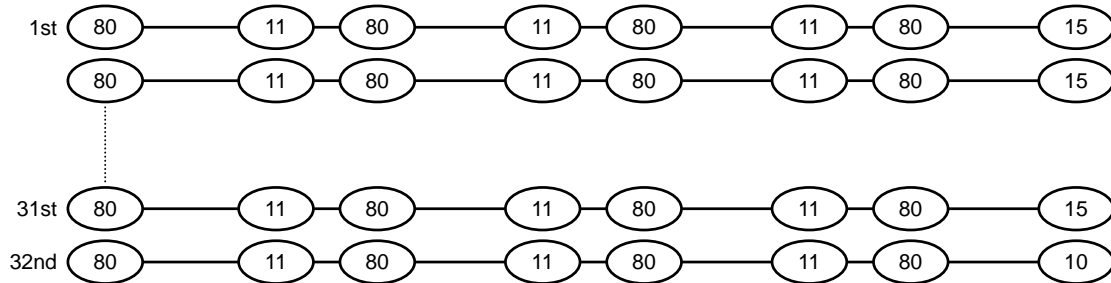 1st 80 11 80 11 80 11 80 15
80 11 80 11 80 11 80 15
31st 80 11 80 11 80 11 80 15
32nd 80 11 80 11 80 11 80 10